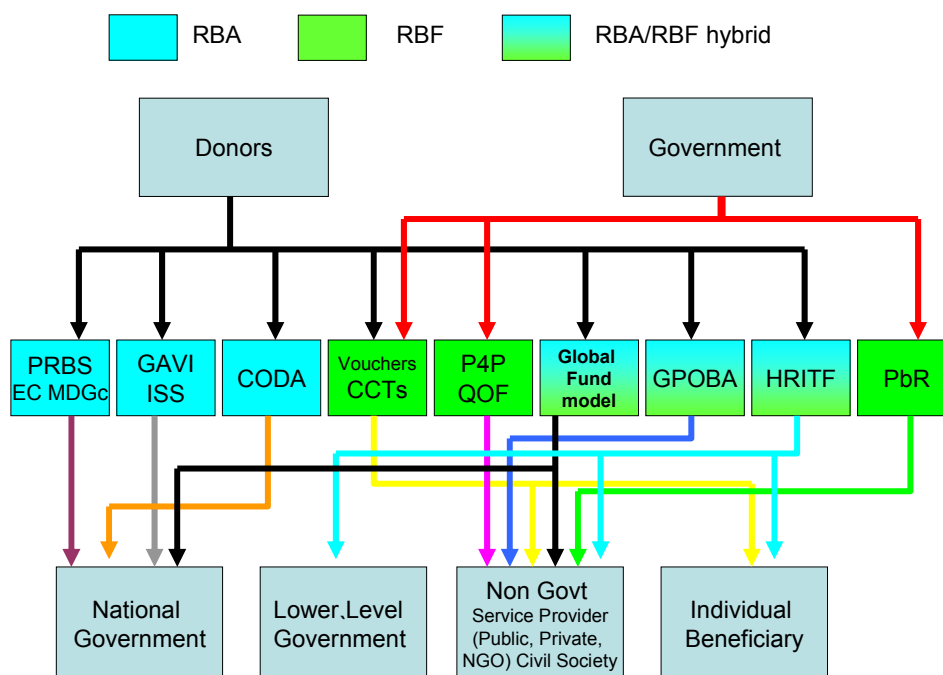 RBA
RBF
RBA/RBF hybrid
Donors
Government
PRBS
EC MDGc
GAVI
ISS
CODA
Vouchers
CCTs
P4P
QOF
Global
Fund
model
GPOBA
HRITF
PbR
National
Government
Lower.Level
Government
Non Govt
Service Provider
(Public, Private,
NGO) Civil Society
Individual
Beneficiary